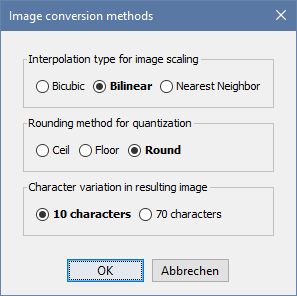 Image conversion methods
Interpolation type for image scaling
Bicubic Bilinear Nearest Neighbor
Rounding method for quantization
Ceil Floor Round
Character variation in resulting image
10 characters 70 characters
OK Abbrechen